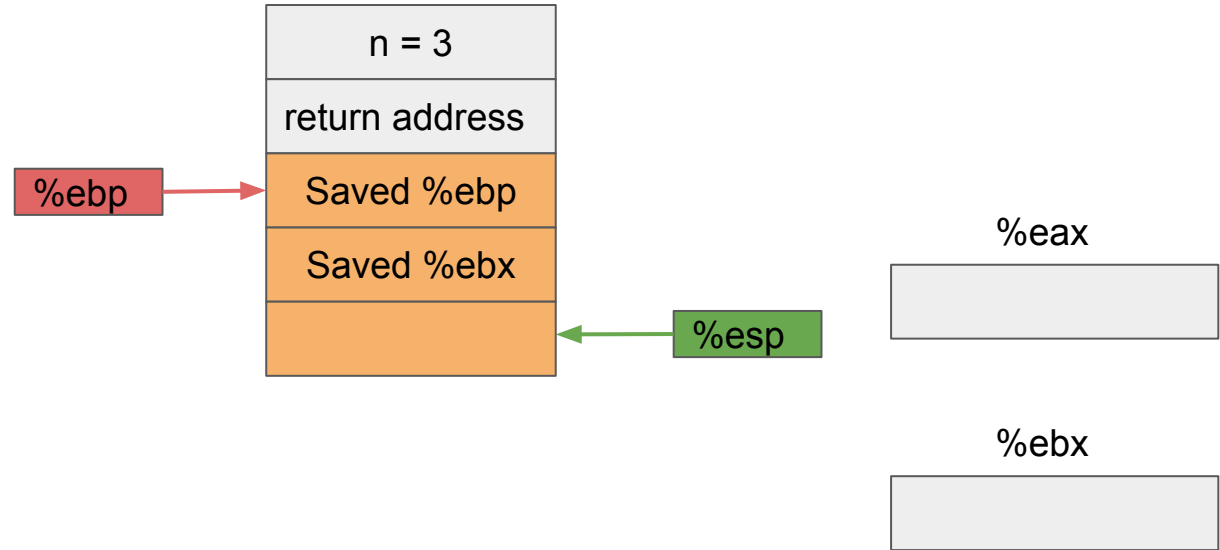 n = 3
return address
%ebp
Saved %ebp
Saved %ebx
%eax
%esp
%ebx